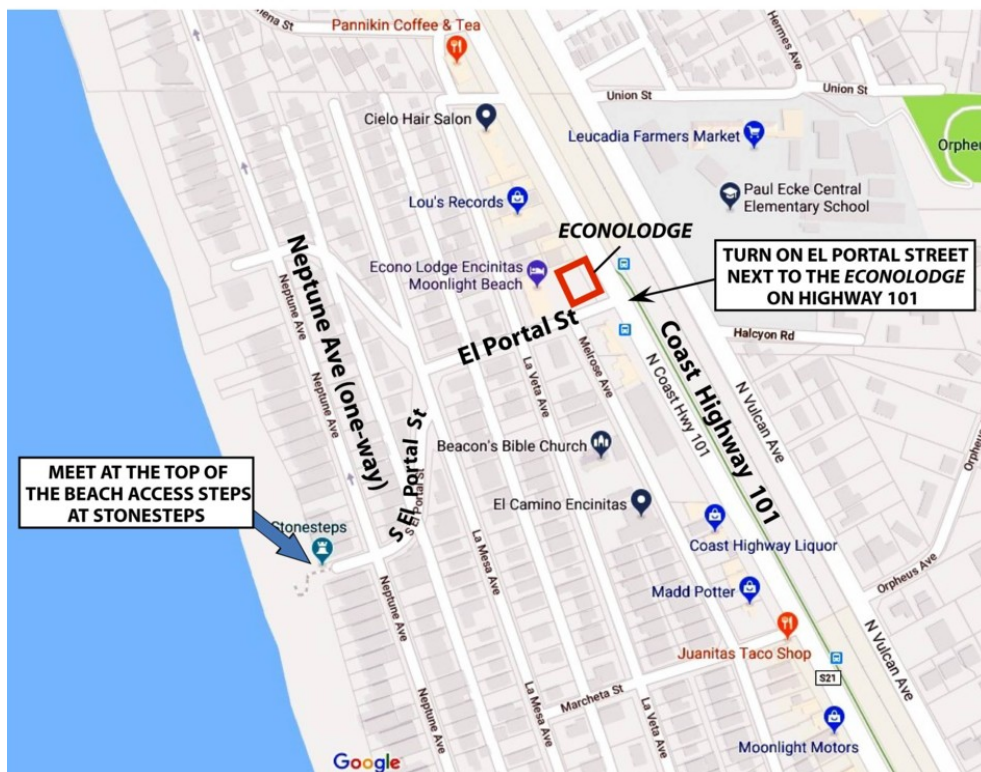 Pannikin Coffee & Tea
Hermes Ave
Union St
Union St
Cielo Hair Salon
Leucadia Farmers Market
Orpheu
Paul Ecke Central
Elementary School
Lou's Records
ECONOLODGE
TURN ON EL PORTAL STREET
NEXT TO THE ECONOLODGE
ON HIGHWAY 101
Econo Lodge Encinitas
Moonlight Beach
Neptune Ave (one-way)
Neptune Ave
Neptune Ave
El Portal St
Melrose Ave
La Veta Ave
N Coast Hwy 101
Coast Highway 101
N Vulcan Ave
Halcyon Rd
S El Portal St
S El Portal St
Beacon's Bible Church
MEET AT THE TOP OF
THE BEACH ACCESS STEPS
AT STONESTEPS
Stonesteps
El Camino Encinitas
Coast Highway Liquor
La Mesa Ave
Neptune Ave
Madd Potter
Orpheus Ave
N Vulcan Ave
Juanitas Taco Shop
S21
Marcheta St
La Mesa Ave
La Veta Ave
Neptune Ave
Moonlight Motors
Google